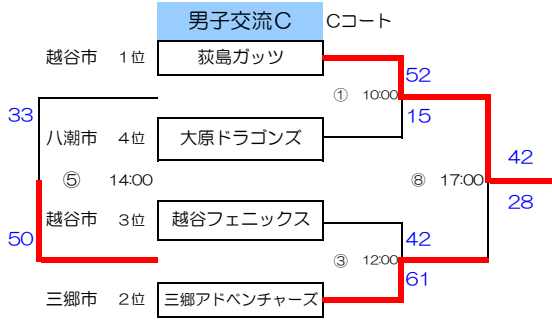 男子交流C Cコート
越谷市 1位 荻島ガッツ
52
① 10:00
33 15
八潮市 4位 大原ドラゴンズ
42
⑤ 14:00 ⑧ 17:00
28
越谷市 3位 越谷フェニックス
50 42
③ 12:00
61
三郷市 2位 三郷アドベンチャーズ